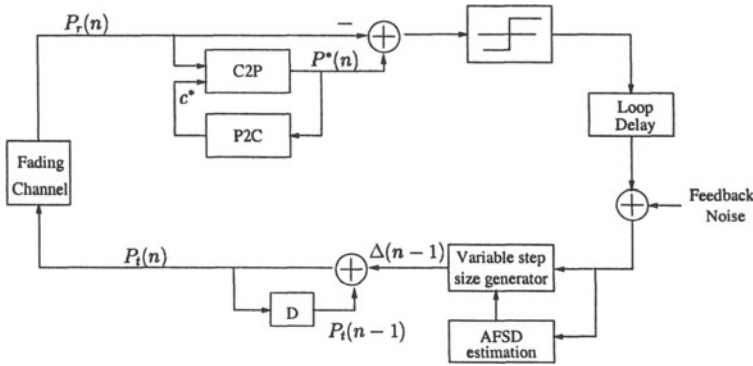 P_r(n)
−
C2P
P*(n)
c*
P2C
Loop
Delay
Fading
Channel
Feedback
Noise
P_t(n)
Δ(n−1)
Variable step
size generator
D
P_t(n−1)
AFSD
estimation